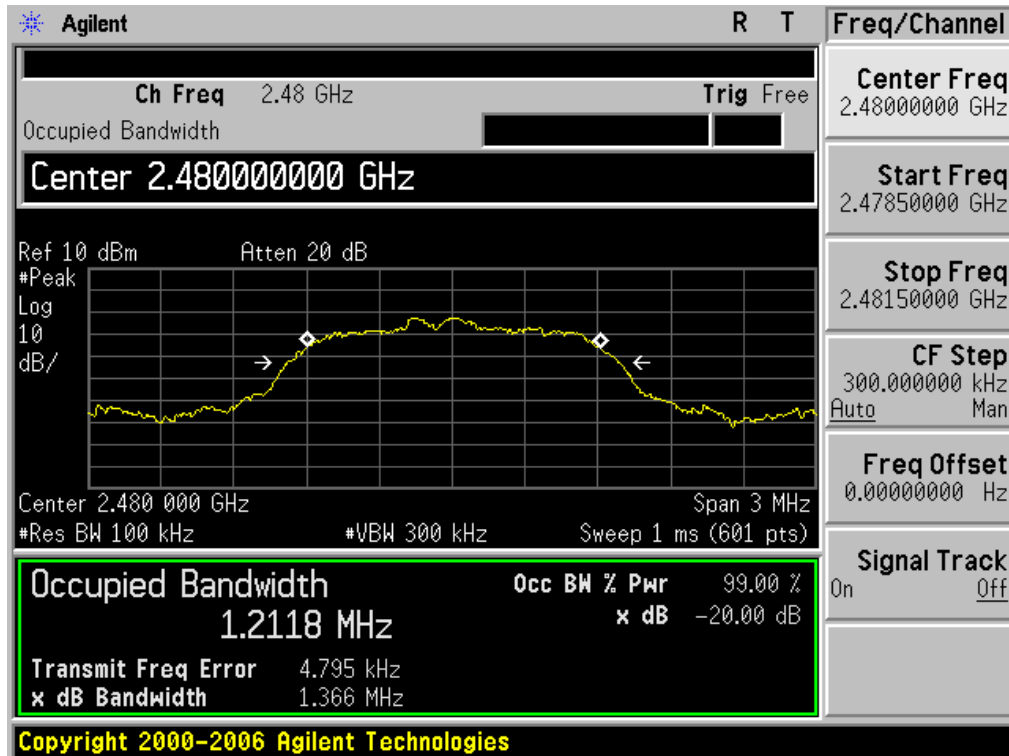 Agilent R T
Ch Freq 2.48 GHz Trig Free
Occupied Bandwidth
Center 2.480000000 GHz
Ref 10 dBm Atten 20 dB
#Peak
Log
10
dB/
Center 2.480 000 GHz Span 3 MHz
#Res BW 100 kHz #VBW 300 kHz Sweep 1 ms (601 pts)
Occupied Bandwidth Occ BW % Pwr 99.00 %
1.2118 MHz x dB -20.00 dB
Transmit Freq Error 4.795 kHz
x dB Bandwidth 1.366 MHz
Freq/Channel
Center Freq
2.48000000 GHz
Start Freq
2.47850000 GHz
Stop Freq
2.48150000 GHz
CF Step
300.000000 kHz
Auto Man
Freq Offset
0.00000000 Hz
Signal Track
On Off
Copyright 2000-2006 Agilent Technologies